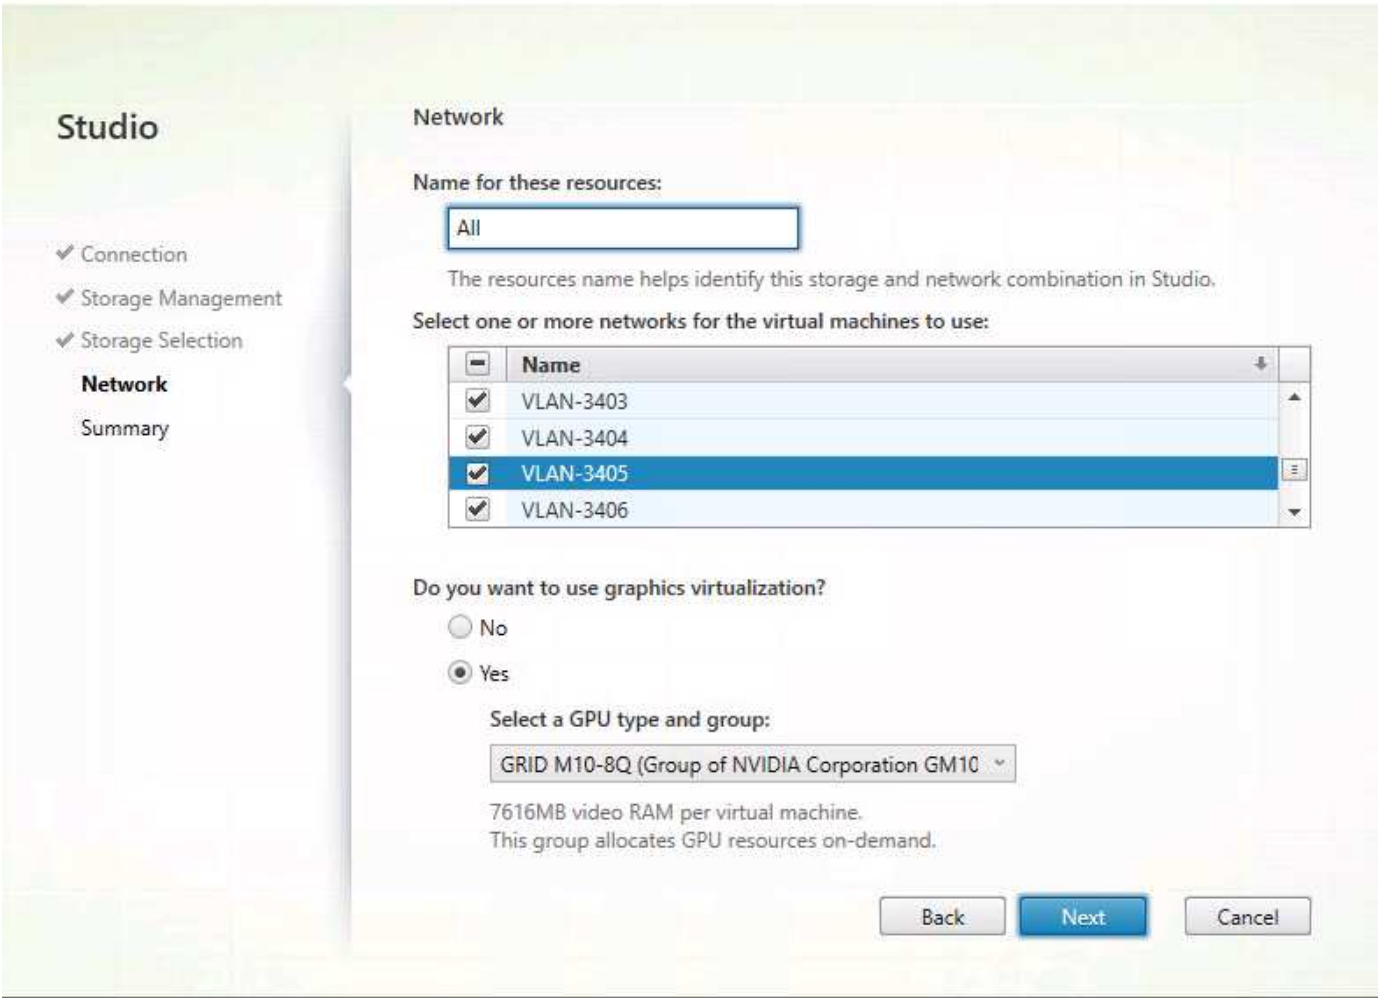 Studio
Connection
Storage Management
Storage Selection
Network
Summary
Network
Name for these resources:
All
The resources name helps identify this storage and network combination in Studio.
Select one or more networks for the virtual machines to use:
Name
VLAN-3403
VLAN-3404
VLAN-3405
VLAN-3406
Do you want to use graphics virtualization?
No
Yes
Select a GPU type and group:
GRID M10-8Q (Group of NVIDIA Corporation GM10
7616MB video RAM per virtual machine.
This group allocates GPU resources on-demand.
Back Next Cancel